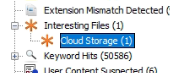 Extension Mismatch Detected (
Interesting Files (1)
Cloud Storage (1)
Keyword Hits (50586)
User Content Suspected (6)